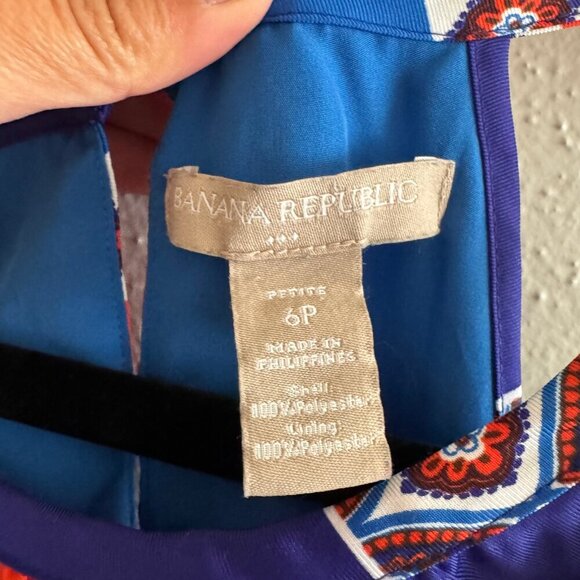 BANANA REPUBLIC
PETITE
6P
MADE IN
PHILIPPINES
Shell
100% Polyester
Lining:
100% Polyester